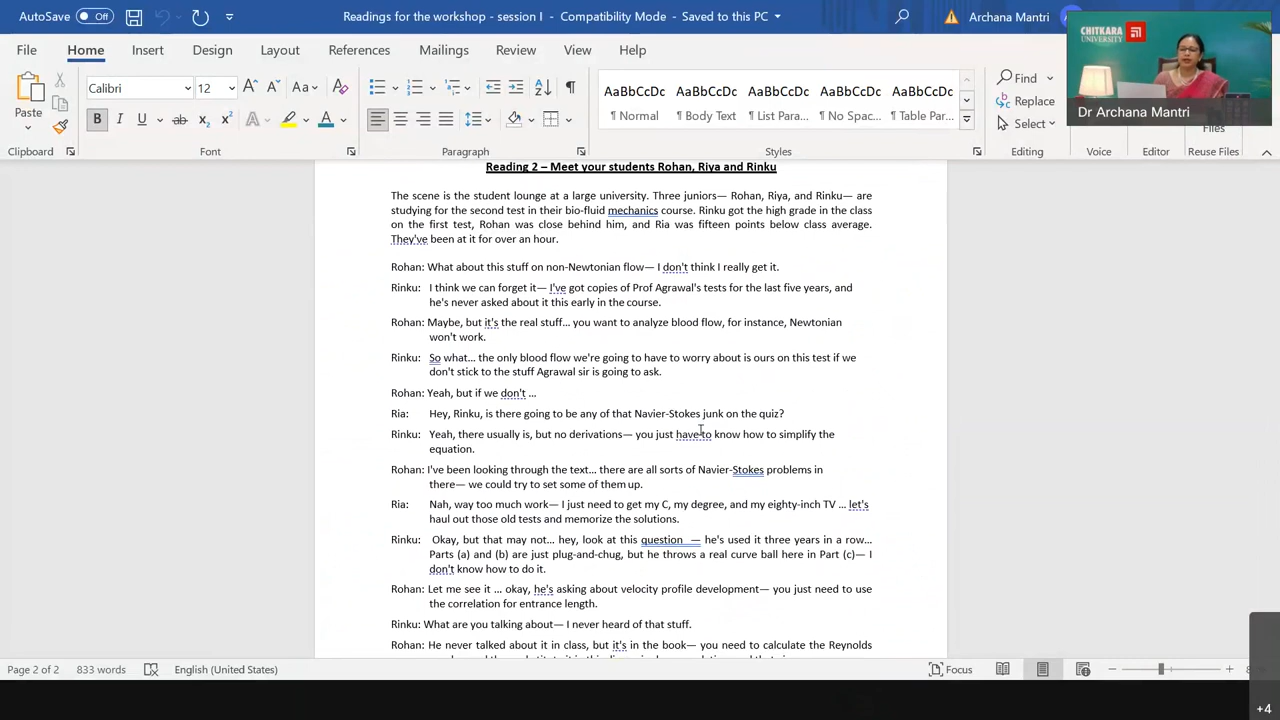 AutoSave Off Readings for the workshop - session I - Compatibility Mode - Saved to this PC Archana Mantri
File Home Insert Design Layout References Mailings Review View Help
CHITKARA
UNIVERSITY
Dr Archana Mantri
Paste
Calibri 12
Find
Replace
Select
AaBbCcDc AaBbCcDc AaBbCcDc AaBbCcDc AaBbCcDc
¶ Normal ¶ Body Text ¶ List Para... ¶ No Spac... ¶ Table Par...
Files
Clipboard Font Paragraph Styles Editing Voice Editor Reuse Files
Reading 2 – Meet your students Rohan, Riya and Rinku
The scene is the student lounge at a large university. Three juniors— Rohan, Riya, and Rinku— are
studying for the second test in their bio-fluid mechanics course. Rinku got the high grade in the class
on the first test, Rohan was close behind him, and Ria was fifteen points below class average.
They've been at it for over an hour.
Rohan: What about this stuff on non-Newtonian flow— I don't think I really get it.
Rinku: I think we can forget it— I've got copies of Prof Agrawal's tests for the last five years, and
he's never asked about it this early in the course.
Rohan: Maybe, but it's the real stuff... you want to analyze blood flow, for instance, Newtonian
won't work.
Rinku: So what... the only blood flow we're going to have to worry about is ours on this test if we
don't stick to the stuff Agrawal sir is going to ask.
Rohan: Yeah, but if we don't ...
Ria: Hey, Rinku, is there going to be any of that Navier-Stokes junk on the quiz?
Rinku: Yeah, there usually is, but no derivations— you just have to know how to simplify the
equation.
Rohan: I've been looking through the text... there are all sorts of Navier-Stokes problems in
there— we could try to set some of them up.
Ria: Nah, way too much work— I just need to get my C, my degree, and my eighty-inch TV ... let's
haul out those old tests and memorize the solutions.
Rinku: Okay, but that may not... hey, look at this question — he's used it three years in a row...
Parts (a) and (b) are just plug-and-chug, but he throws a real curve ball here in Part (c)— I
don't know how to do it.
Rohan: Let me see it ... okay, he's asking about velocity profile development— you just need to use
the correlation for entrance length.
Rinku: What are you talking about— I never heard of that stuff.
Rohan: He never talked about it in class, but it's in the book— you need to calculate the Reynolds
Page 2 of 2 833 words English (United States) Focus
+4